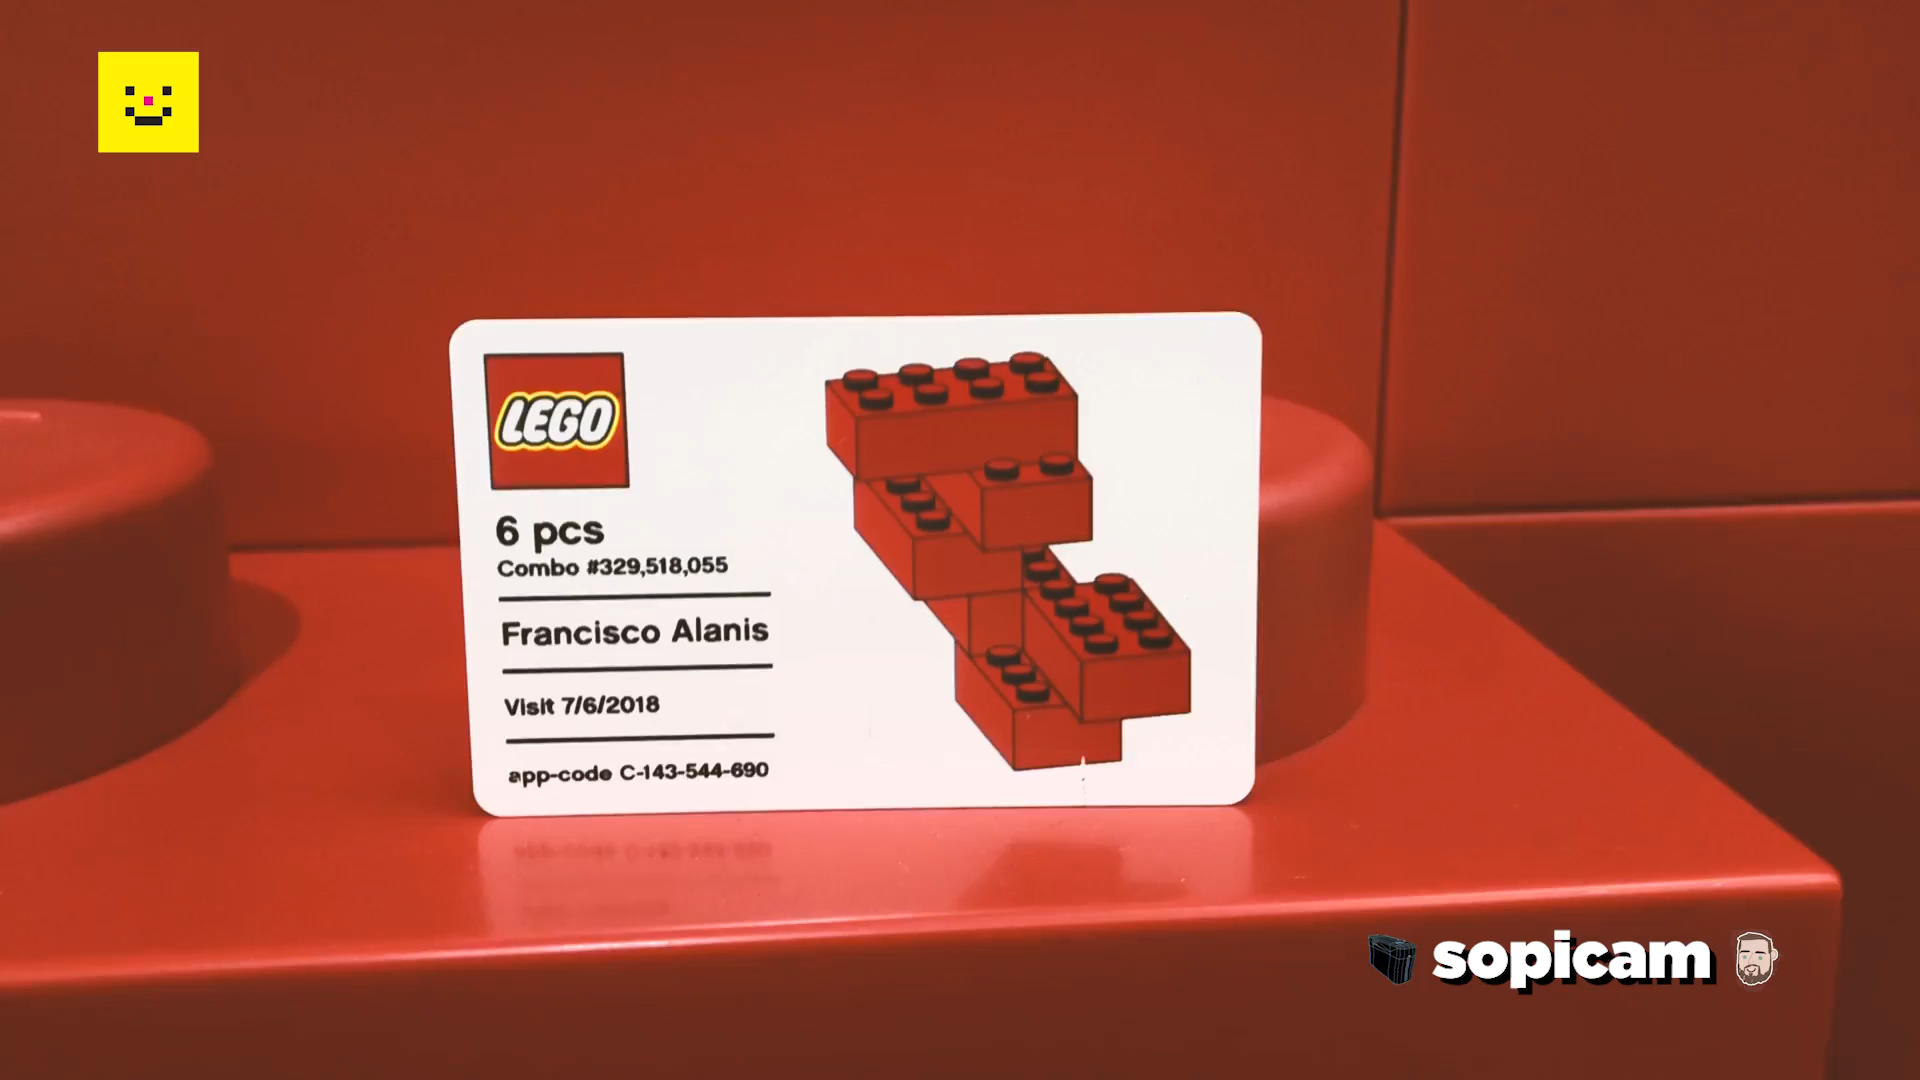 LEGO
6 pcs
Combo #329,518,055
Francisco Alanis
Visit 7/6/2018
app-code C-143-544-690
sopicam